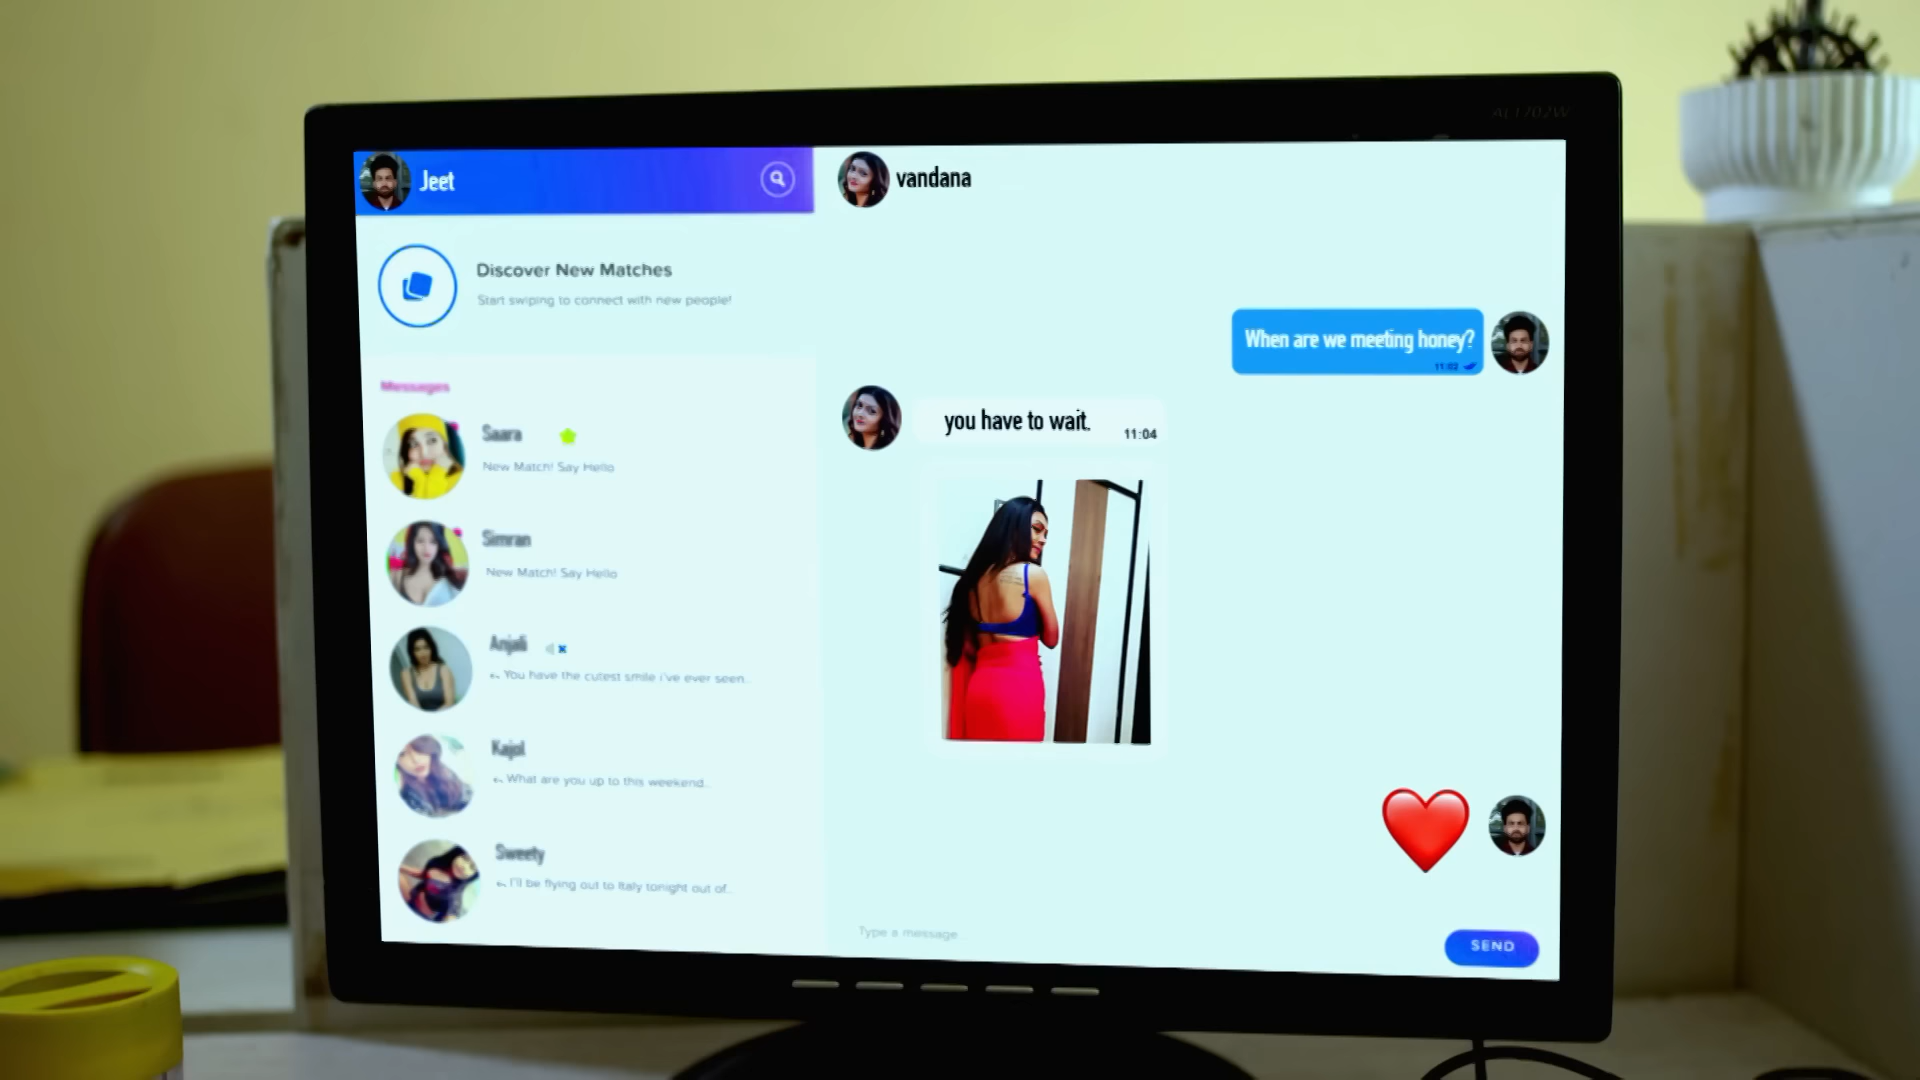 AL1702W
Jeet
vandana
Discover New Matches
Start swiping to connect with new people!
When are we meeting honey?
11:02
Messages
you have to wait.
11:04
Saara
New Match! Say Hello
Simran
New Match! Say Hello
Anjali
You have the cutest smile i've ever seen..
Kajol
What are you up to this weekend..
Sweety
I'll be flying out to Italy tonight out of..
Type a message..
SEND